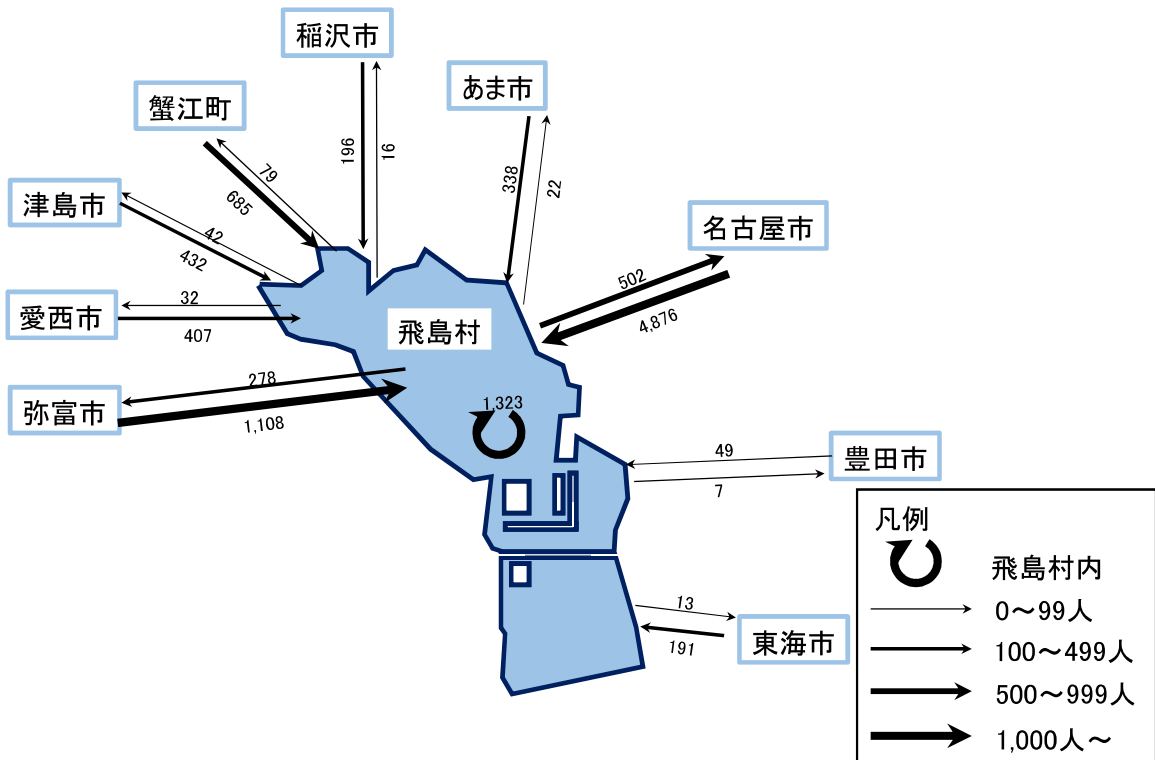 稲沢市
あま市
蟹江町
196
16
338
22
79
685
津島市
42
432
名古屋市
502
4,876
愛西市
32
407
飛島村
弥富市
278
1,108
1,323
49
7
豊田市
13
191
東海市
凡例
飛島村内
0～99人
100～499人
500～999人
1,000人～